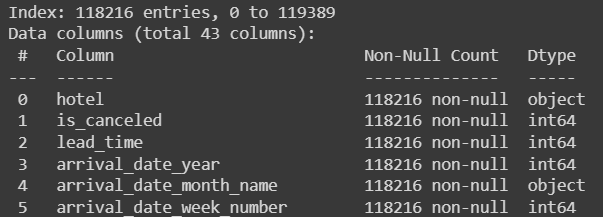 Index: 118216 entries, 0 to 119389
Data columns (total 43 columns):
 #   Column                          Non-Null Count   Dtype
---  ------                          --------------   -----
 0   hotel                           118216 non-null  object
 1   is_canceled                     118216 non-null  int64
 2   lead_time                       118216 non-null  int64
 3   arrival_date_year               118216 non-null  int64
 4   arrival_date_month_name         118216 non-null  object
 5   arrival_date_week_number        118216 non-null  int64